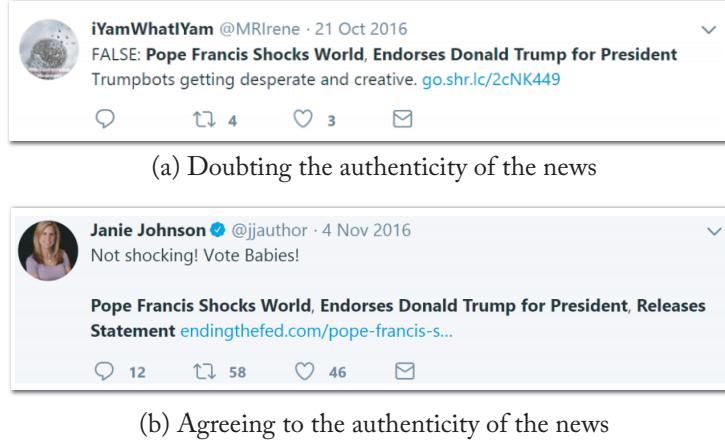 iYamWhatIYam @MRIrene · 21 Oct 2016
FALSE: Pope Francis Shocks World, Endorses Donald Trump for President
Trumpbots getting desperate and creative. go.shr.lc/2cNK449
4 3
(a) Doubting the authenticity of the news
Janie Johnson @jjauthor · 4 Nov 2016
Not shocking! Vote Babies!
Pope Francis Shocks World, Endorses Donald Trump for President, Releases
Statement endingthefed.com/pope-francis-s...
12 58 46
(b) Agreeing to the authenticity of the news